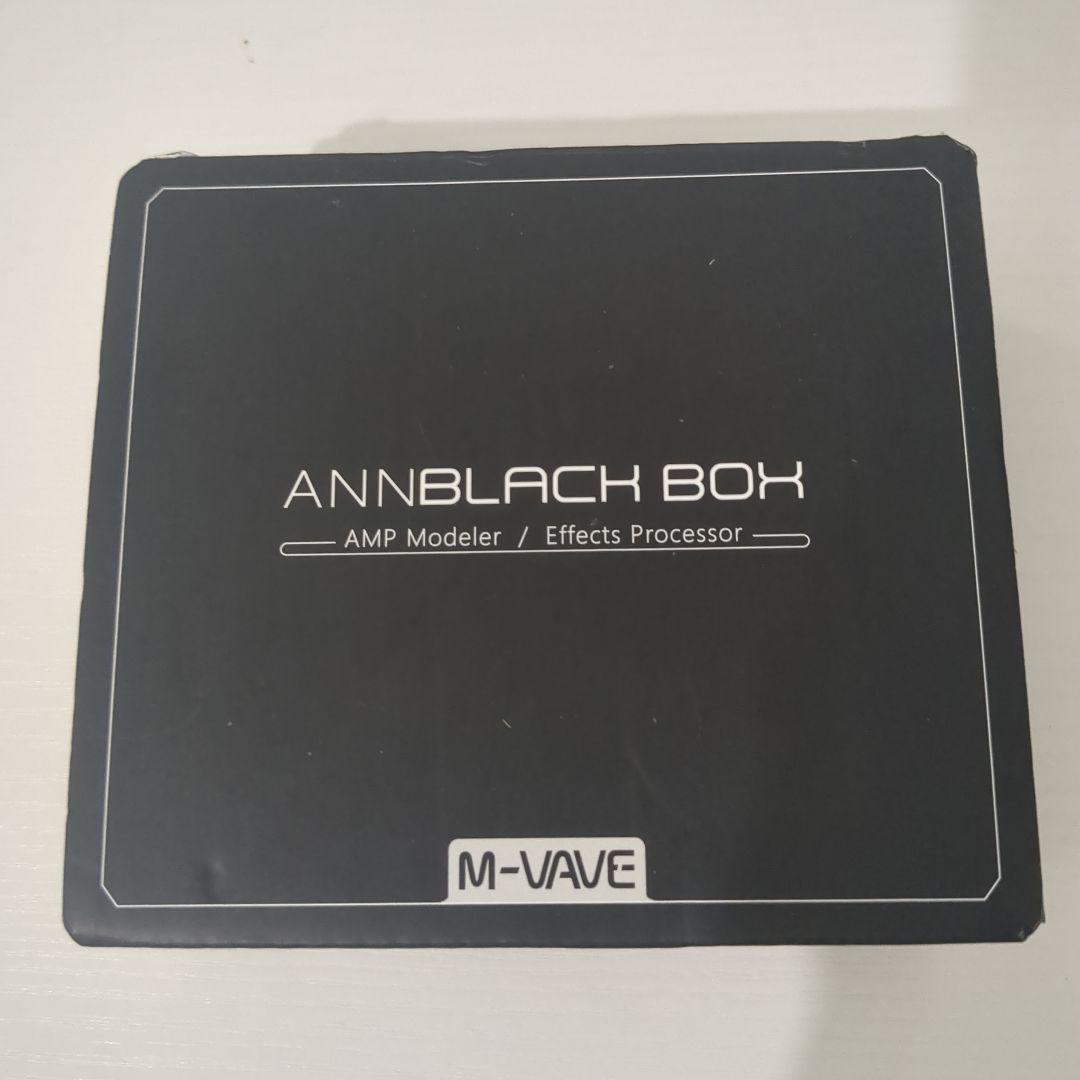 ANNBLACK BOX
AMP Modeler / Effects Processor
M-VAVE